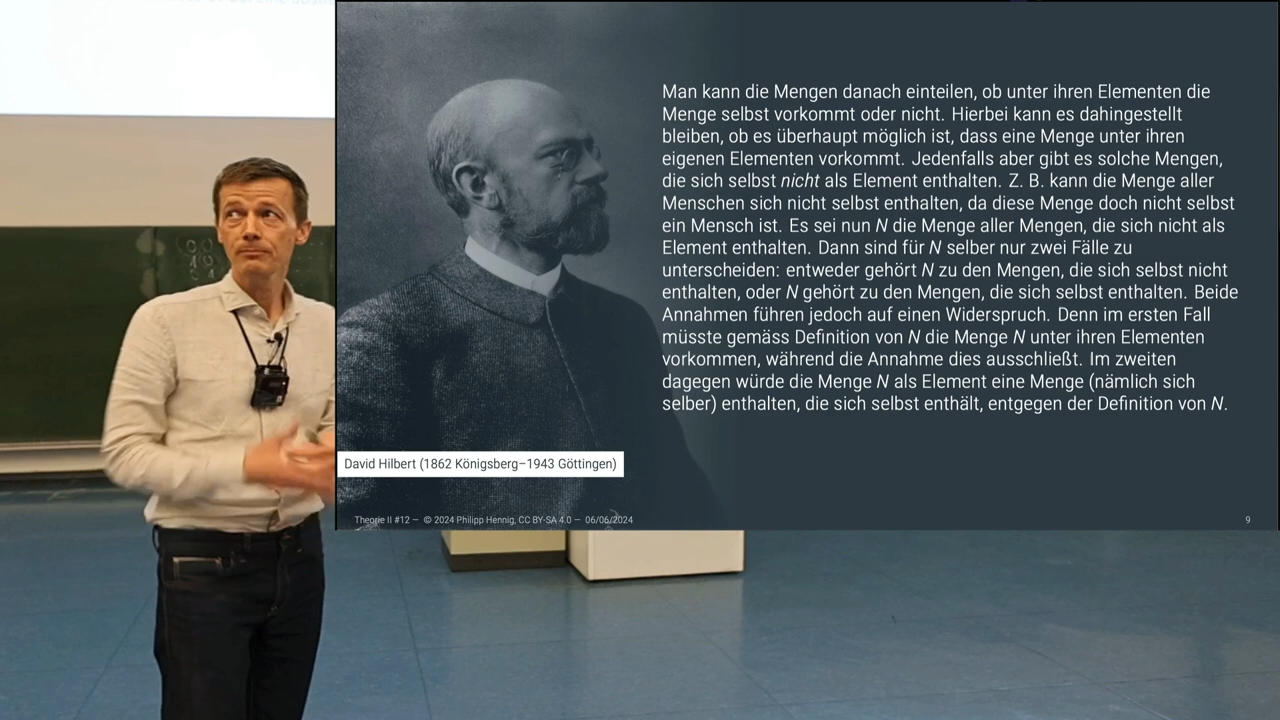 Man kann die Mengen danach einteilen, ob unter ihren Elementen die
Menge selbst vorkommt oder nicht. Hierbei kann es dahingestellt
bleiben, ob es überhaupt möglich ist, dass eine Menge unter ihren
eigenen Elementen vorkommt. Jedenfalls aber gibt es solche Mengen,
die sich selbst nicht als Element enthalten. Z. B. kann die Menge aller
Menschen sich nicht selbst enthalten, da diese Menge doch nicht selbst
ein Mensch ist. Es sei nun N die Menge aller Mengen, die sich nicht als
Element enthalten. Dann sind für N selber nur zwei Fälle zu
unterscheiden: entweder gehört N zu den Mengen, die sich selbst nicht
enthalten, oder N gehört zu den Mengen, die sich selbst enthalten. Beide
Annahmen führen jedoch auf einen Widerspruch. Denn im ersten Fall
müsste gemäss Definition von N die Menge N unter ihren Elementen
vorkommen, während die Annahme dies ausschließt. Im zweiten
dagegen würde die Menge N als Element eine Menge (nämlich sich
selber) enthalten, die sich selbst enthält, entgegen der Definition von N.
David Hilbert (1862 Königsberg–1943 Göttingen)
Theorie II #12 — © 2024 Philipp Hennig, CC BY-SA 4.0 — 06/06/2024
9